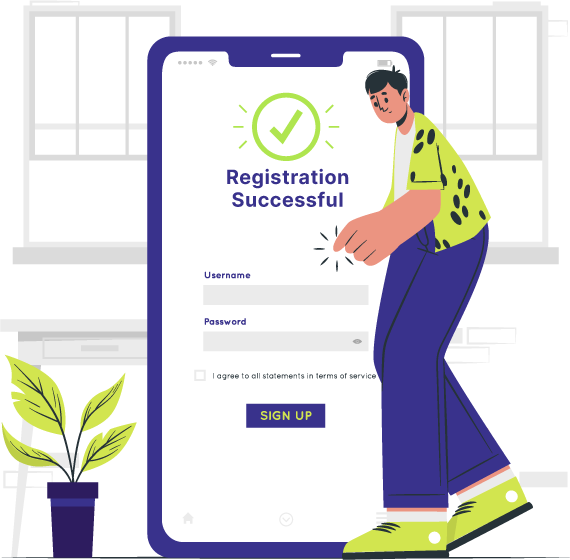 Registration
Successful
Username
Password
I agree to all statements in terms of service
SIGN UP